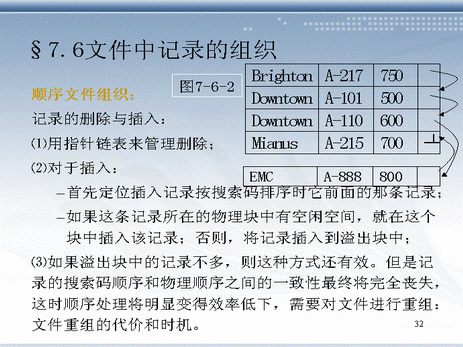 §7.6文件中记录的组织
图7-6-2
Brighton A-217 750
Downtown A-101 500
Downtown A-110 600
Mianus A-215 700
EMC A-888 800
顺序文件组织：
记录的删除与插入：
⑴用指针链表来管理删除；
⑵对于插入：
–首先定位插入记录按搜索码排序时它前面的那条记录；
–如果这条记录所在的物理块中有空闲空间，就在这个
块中插入该记录；否则，将记录插入到溢出块中；
⑶如果溢出块中的记录不多，则这种方式还有效。但是记
录的搜索码顺序和物理顺序之间的一致性最终将完全丧失，
这时顺序处理将明显变得效率低下，需要对文件进行重组：
文件重组的代价和时机。
32